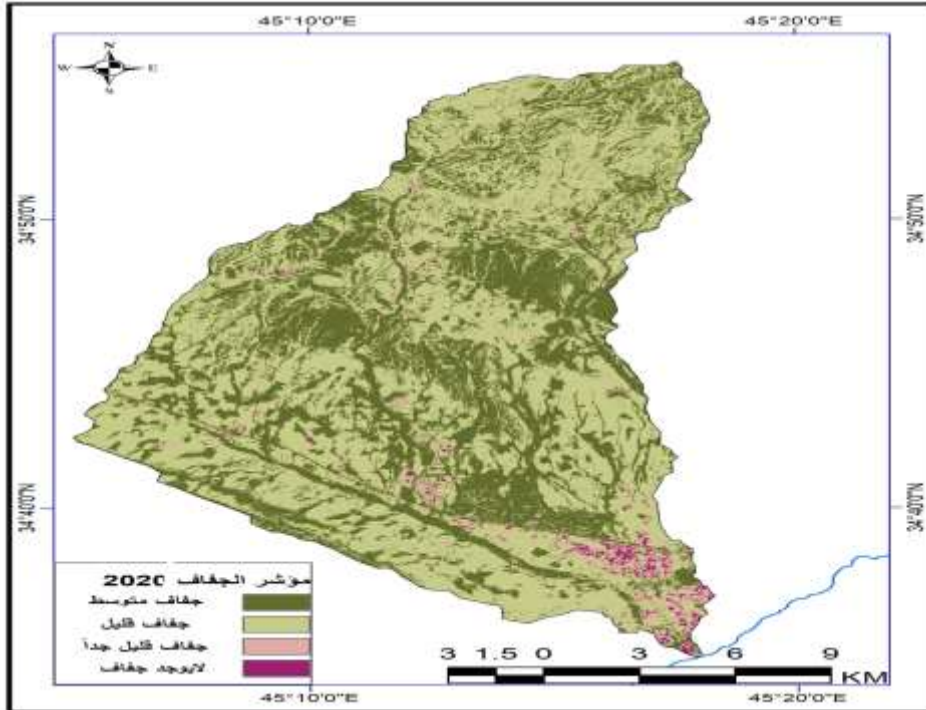 45°10'0"E 45°20'0"E
N
W E
S
34°50'0"N 34°50'0"N
34°40'0"N 34°40'0"N
مؤشر الجفاف 2020
جفاف متوسط
جفاف قليل
جفاف قليل جداً
لايوجد جفاف
3 1.5 0 3 6 9
KM
45°10'0"E 45°20'0"E